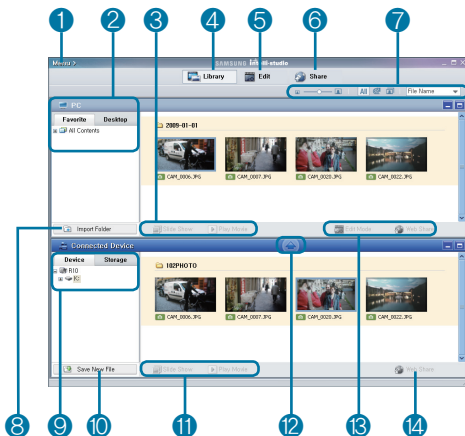 3 4 5 6
1 2 7
Menu >
SAMSUNG Intelli-studio
Library Edit Share
All File Name
PC
Favorite Desktop
All Contents
2009-01-01
CAM_0006.JPG CAM_0007.JPG CAM_0020.JPG CAM_0022.JPG
Import Folder Slide Show Play Mode Edit Mode Web Share
Connected Device
Device Storage
R10
102PHOTO
CAM_0006.JPG CAM_0007.JPG CAM_0020.JPG CAM_0022.JPG
Save New File Slide Show Play Mode Web Share
8 9 10 11 12 13 14